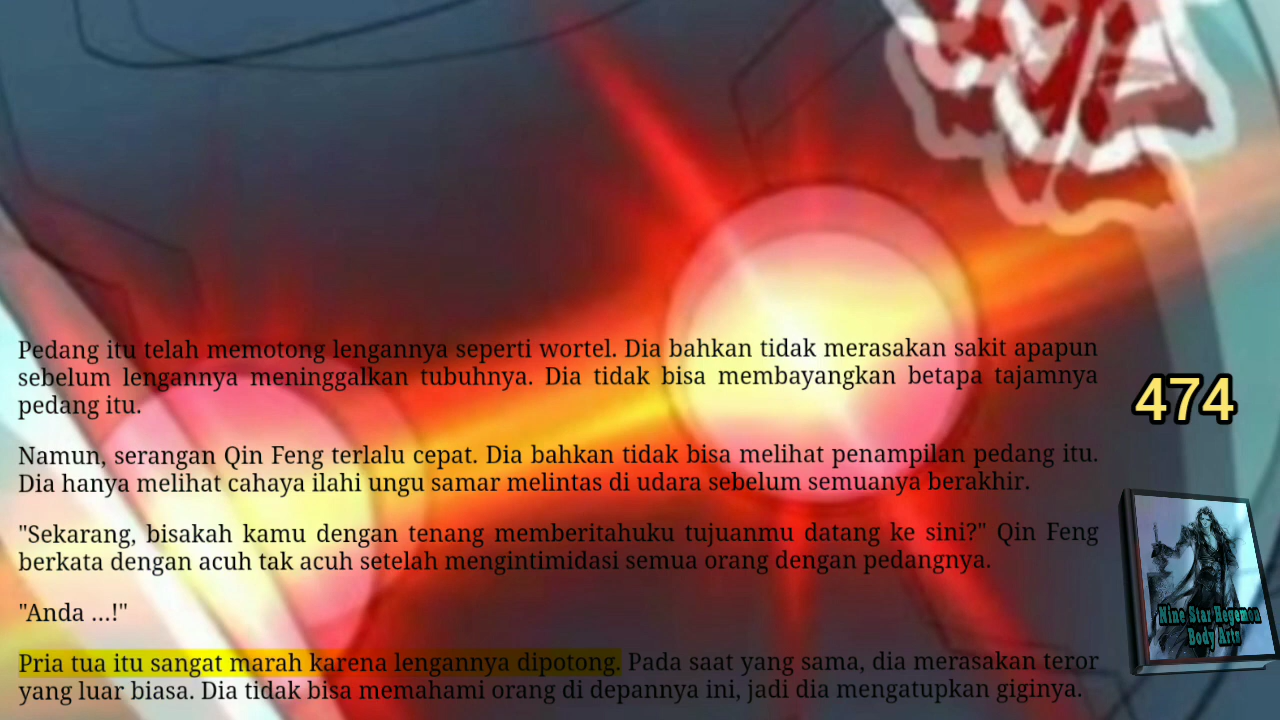 Pedang itu telah memotong lengannya seperti wortel. Dia bahkan tidak merasakan sakit apapun
sebelum lengannya meninggalkan tubuhnya. Dia tidak bisa membayangkan betapa tajamnya
pedang itu.
Namun, serangan Qin Feng terlalu cepat. Dia bahkan tidak bisa melihat penampilan pedang itu.
Dia hanya melihat cahaya ilahi ungu samar melintas di udara sebelum semuanya berakhir.
"Sekarang, bisakah kamu dengan tenang memberitahuku tujuanmu datang ke sini?" Qin Feng
berkata dengan acuh tak acuh setelah mengintimidasi semua orang dengan pedangnya.
"Anda ...!"
Pria tua itu sangat marah karena lengannya dipotong. Pada saat yang sama, dia merasakan teror
yang luar biasa. Dia tidak bisa memahami orang di depannya ini, jadi dia mengatupkan giginya.
474
Nine Star Hegemon
Body Arts